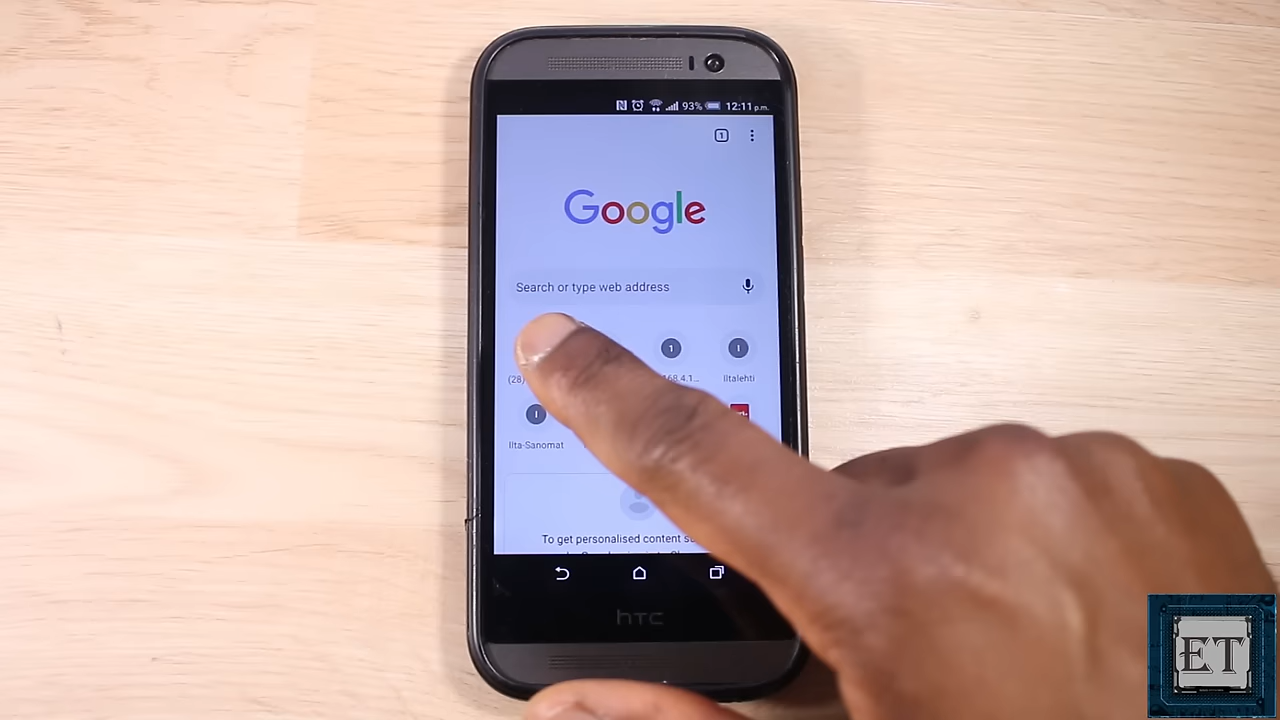 93% 12:11 p.m.
1
Google
Search or type web address
1 I
(28) 168.4.1... Iltalehti
I
Ilta-Sanomat
To get personalised content
hTC
ET